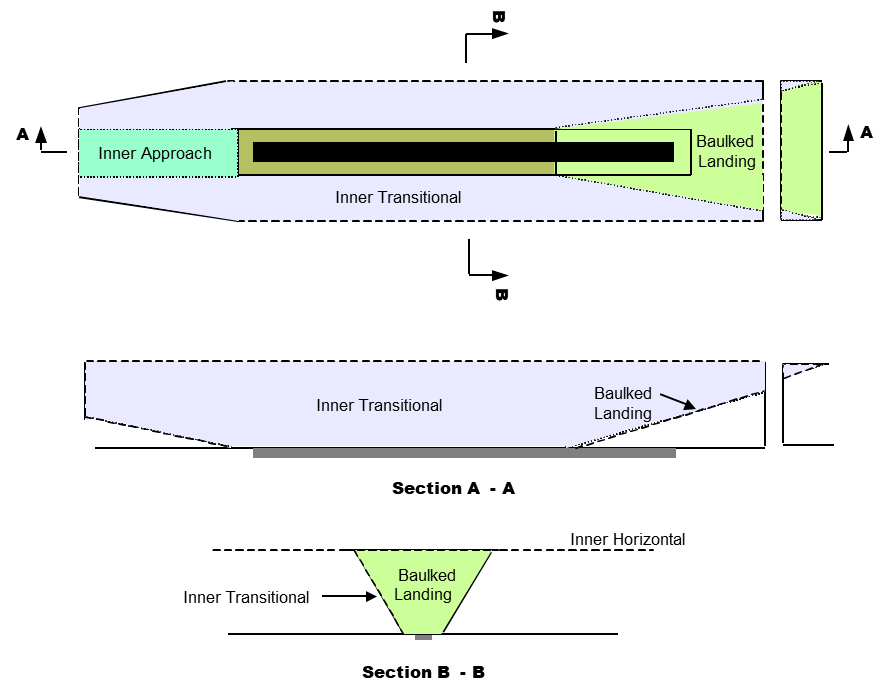 B
A
Inner Approach
Baulked
Landing
A
Inner Transitional
B
Inner Transitional
Baulked
Landing
Section A - A
Inner Horizontal
Baulked
Landing
Inner Transitional
Section B - B